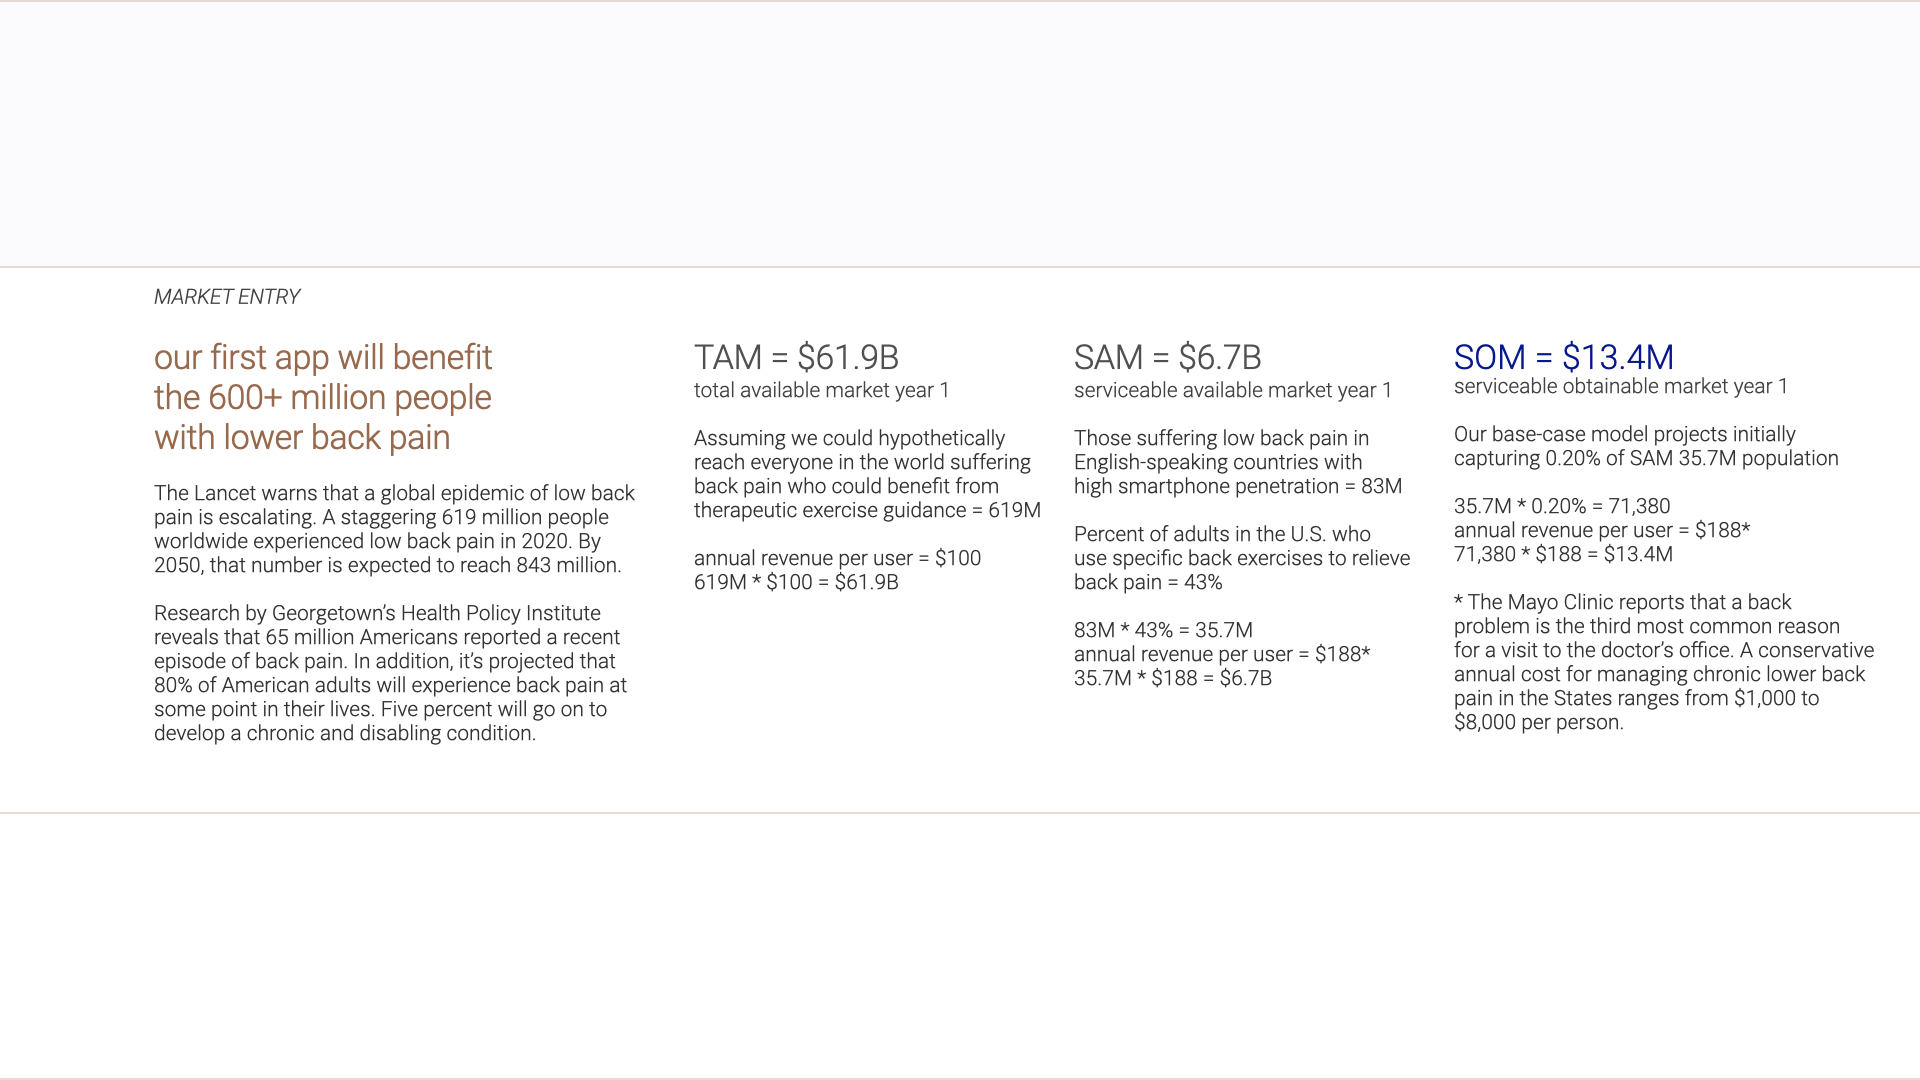 MARKET ENTRY
our first app will benefit
the 600+ million people
with lower back pain
The Lancet warns that a global epidemic of low back
pain is escalating. A staggering 619 million people
worldwide experienced low back pain in 2020. By
2050, that number is expected to reach 843 million.
Research by Georgetown’s Health Policy Institute
reveals that 65 million Americans reported a recent
episode of back pain. In addition, it’s projected that
80% of American adults will experience back pain at
some point in their lives. Five percent will go on to
develop a chronic and disabling condition.
TAM = $61.9B
total available market year 1
Assuming we could hypothetically
reach everyone in the world suffering
back pain who could benefit from
therapeutic exercise guidance = 619M
annual revenue per user = $100
619M * $100 = $61.9B
SAM = $6.7B
serviceable available market year 1
Those suffering low back pain in
English-speaking countries with
high smartphone penetration = 83M
Percent of adults in the U.S. who
use specific back exercises to relieve
back pain = 43%
83M * 43% = 35.7M
annual revenue per user = $188*
35.7M * $188 = $6.7B
SOM = $13.4M
serviceable obtainable market year 1
Our base-case model projects initially
capturing 0.20% of SAM 35.7M population
35.7M * 0.20% = 71,380
annual revenue per user = $188*
71,380 * $188 = $13.4M
* The Mayo Clinic reports that a back
problem is the third most common reason
for a visit to the doctor’s office. A conservative
annual cost for managing chronic lower back
pain in the States ranges from $1,000 to
$8,000 per person.